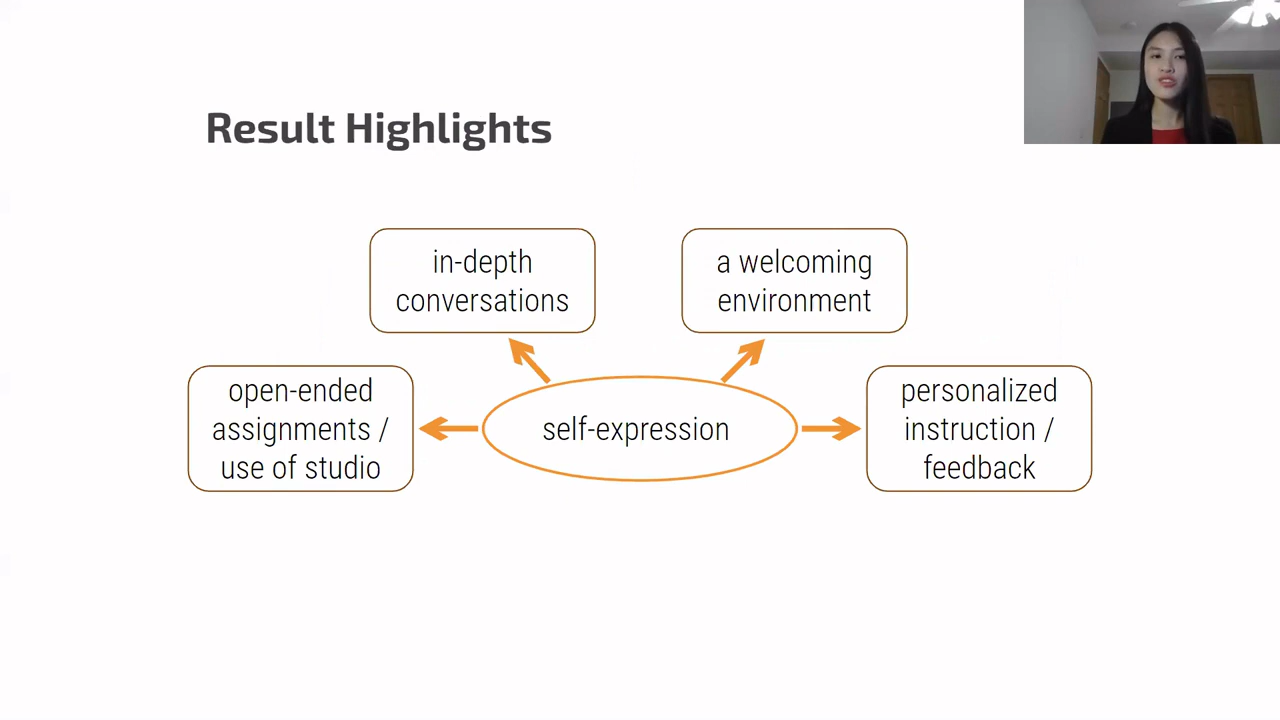 Result Highlights
in-depth
conversations
a welcoming
environment
open-ended
assignments /
use of studio
self-expression
personalized
instruction /
feedback